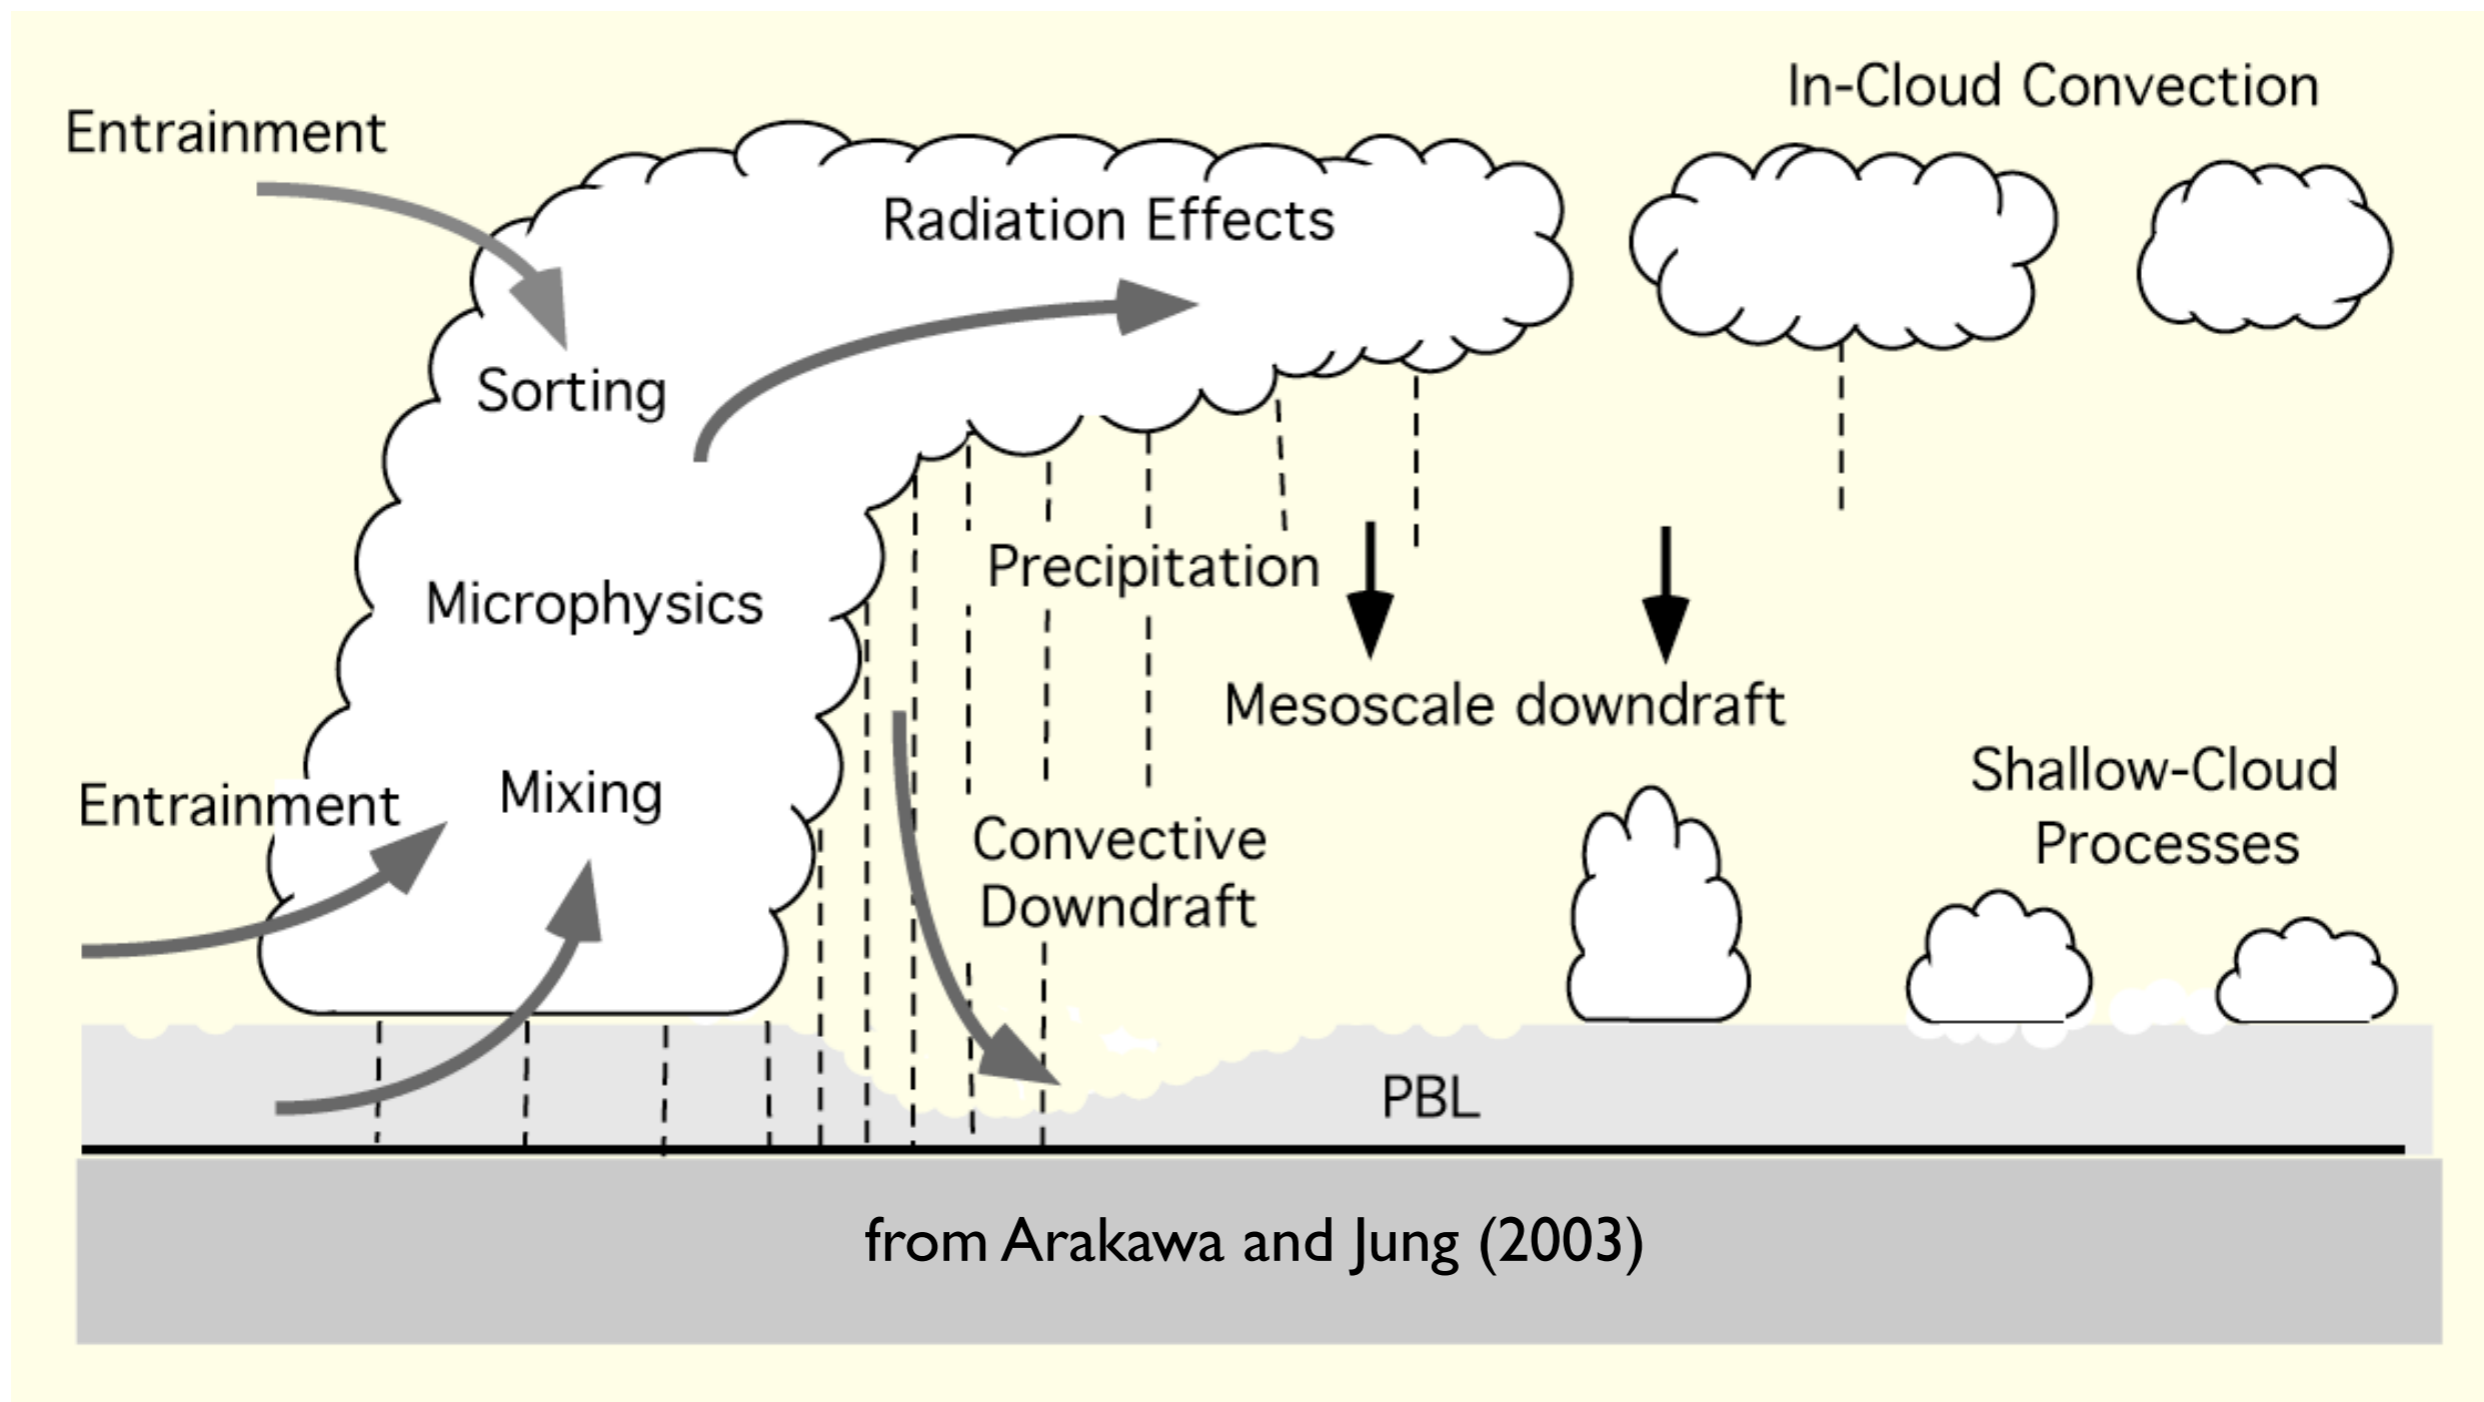 In-Cloud Convection
Entrainment
Radiation Effects
Sorting
Precipitation
Microphysics
Mesoscale downdraft
Shallow-Cloud
Processes
Entrainment
Mixing
Convective
Downdraft
PBL
from Arakawa and Jung (2003)